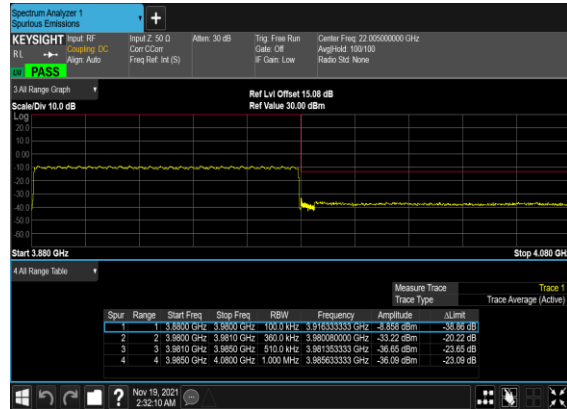 Spectrum Analyzer 1
Spurious Emissions
+
KEYSIGHT Input: RF Input Z: 50 Ω Atten: 30 dB Trig: Free Run Center Freq: 22.005000000 GHz
RL Coupling: DC Corr CCorr Gate: Off Avg|Hold: 100/100
Align: Auto Freq Ref: Int (S) IF Gain: Low Radio Std: None
PASS
3 All Range Graph
Ref Lvl Offset 15.08 dB
Scale/Div 10.0 dB Ref Value 30.00 dBm
Log
20.0
10.0
0.00
-10.0
-20.0
-30.0
-40.0
-50.0
-60.0
Start 3.880 GHz Stop 4.080 GH
4 All Range Table
Measure Trace Trace 1
Trace Type Trace Average (Active)
Spur Range Start Freq Stop Freq RBW Frequency Amplitude ΔLimit
1 1 3.8800 GHz 3.9800 GHz 100.0 kHz 3.916333333 GHz -8.858 dBm -38.86 dB
2 2 3.9800 GHz 3.9810 GHz 360.0 kHz 3.980080000 GHz -33.22 dBm -20.22 dB
3 3 3.9810 GHz 3.9850 GHz 510.0 kHz 3.981353333 GHz -36.65 dBm -23.65 dB
4 4 3.9850 GHz 4.0800 GHz 1.000 MHz 3.985633333 GHz -36.09 dBm -23.09 dB
? Nov 19, 2021
2:32:10 AM